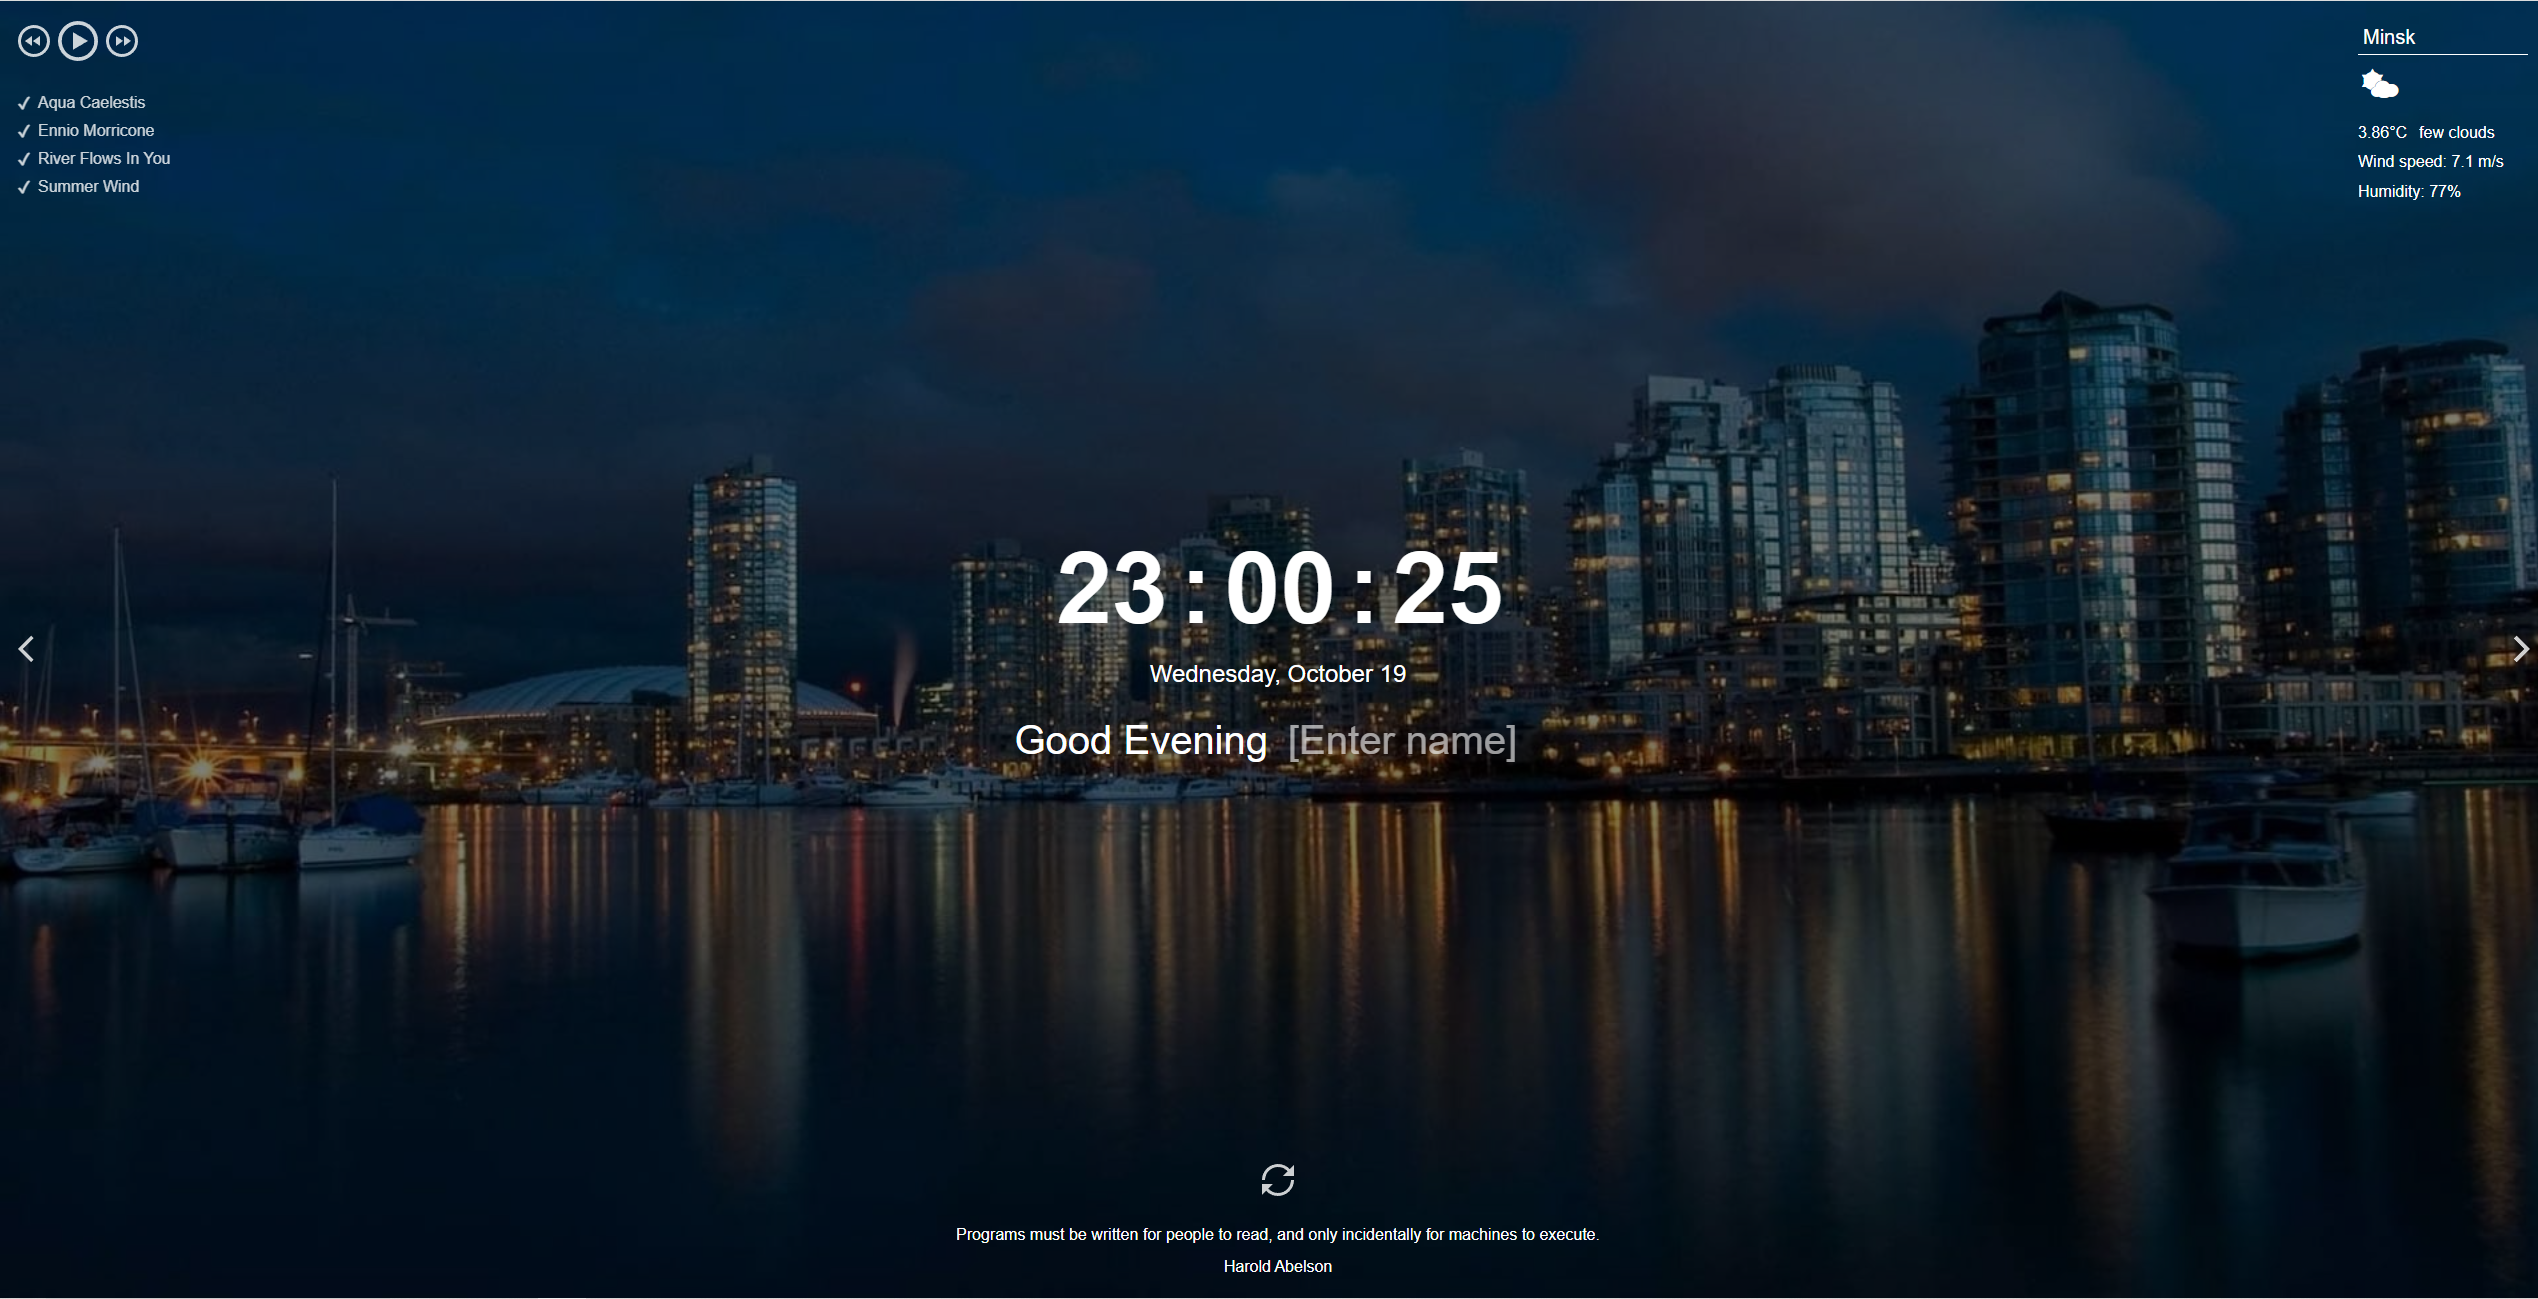 Aqua Caelestis
Ennio Morricone
River Flows In You
Summer Wind
Minsk
3.86°C few clouds
Wind speed: 7.1 m/s
Humidity: 77%
23:00:25
Wednesday, October 19
Good Evening [Enter name]
Programs must be written for people to read, and only incidentally for machines to execute.
Harold Abelson